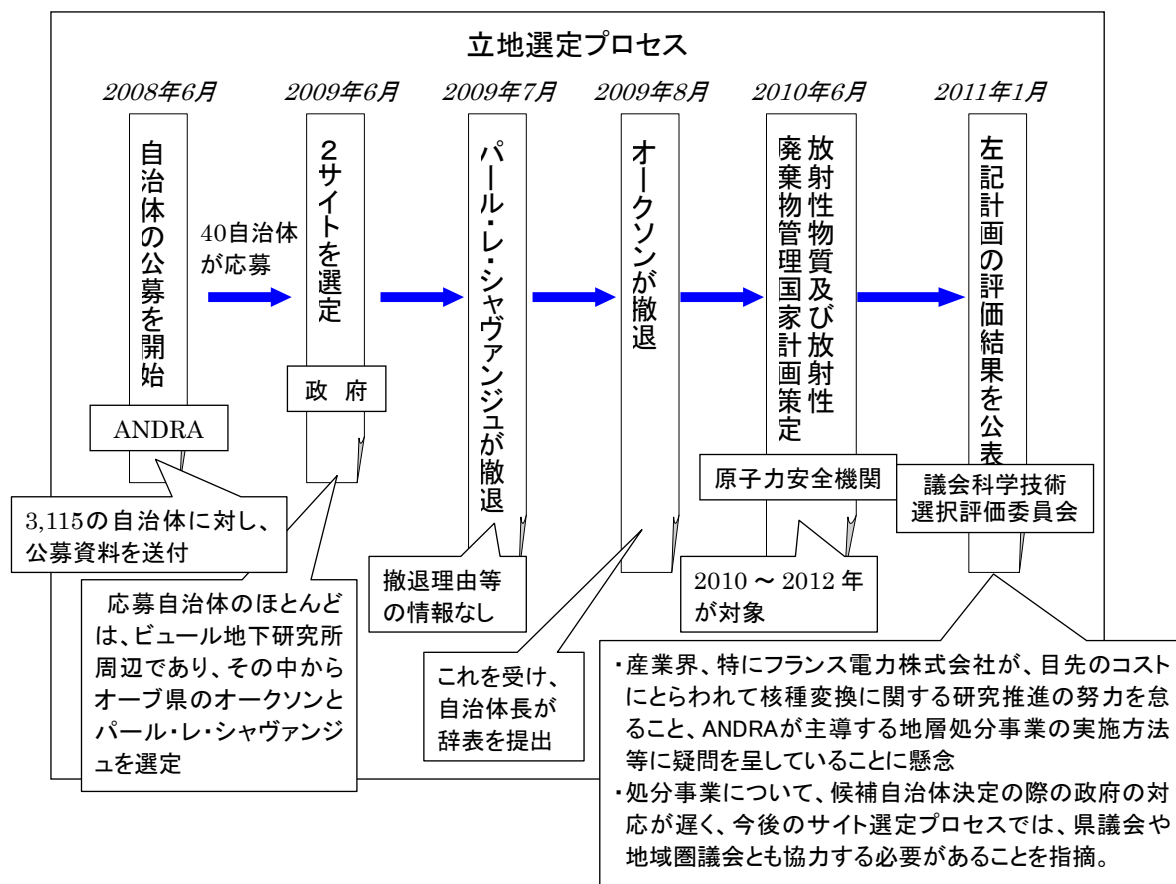 立地選定プロセス
2008年6月
2009年6月
2009年7月
2009年8月
2010年6月
2011年1月
自治体の公募を開始
40自治体
が応募
2サイトを選定
パール・レ・シャヴァンジュが撤退
オークソンが撤退
放射性物質及び放射性
廃棄物管理国家計画策定
左記計画の評価結果を公表
ANDRA
政 府
原子力安全機関
議会科学技術
選択評価委員会
3,115の自治体に対し、
公募資料を送付
応募自治体のほとんど
は、ビュール地下研究所
周辺であり、その中から
オーブ県のオークソンと
パール・レ・シャヴァンジ
ュを選定
撤退理由等
の情報なし
これを受け、
自治体長が
辞表を提出
2010 ～ 2012 年
が対象
・産業界、特にフランス電力株式会社が、目先のコスト
にとらわれて核種変換に関する研究推進の努力を怠
ること、ANDRAが主導する地層処分事業の実施方法
等に疑問を呈していることに懸念
・処分事業について、候補自治体決定の際の政府の対
応が遅く、今後のサイト選定プロセスでは、県議会や
地域圏議会とも協力する必要があることを指摘。